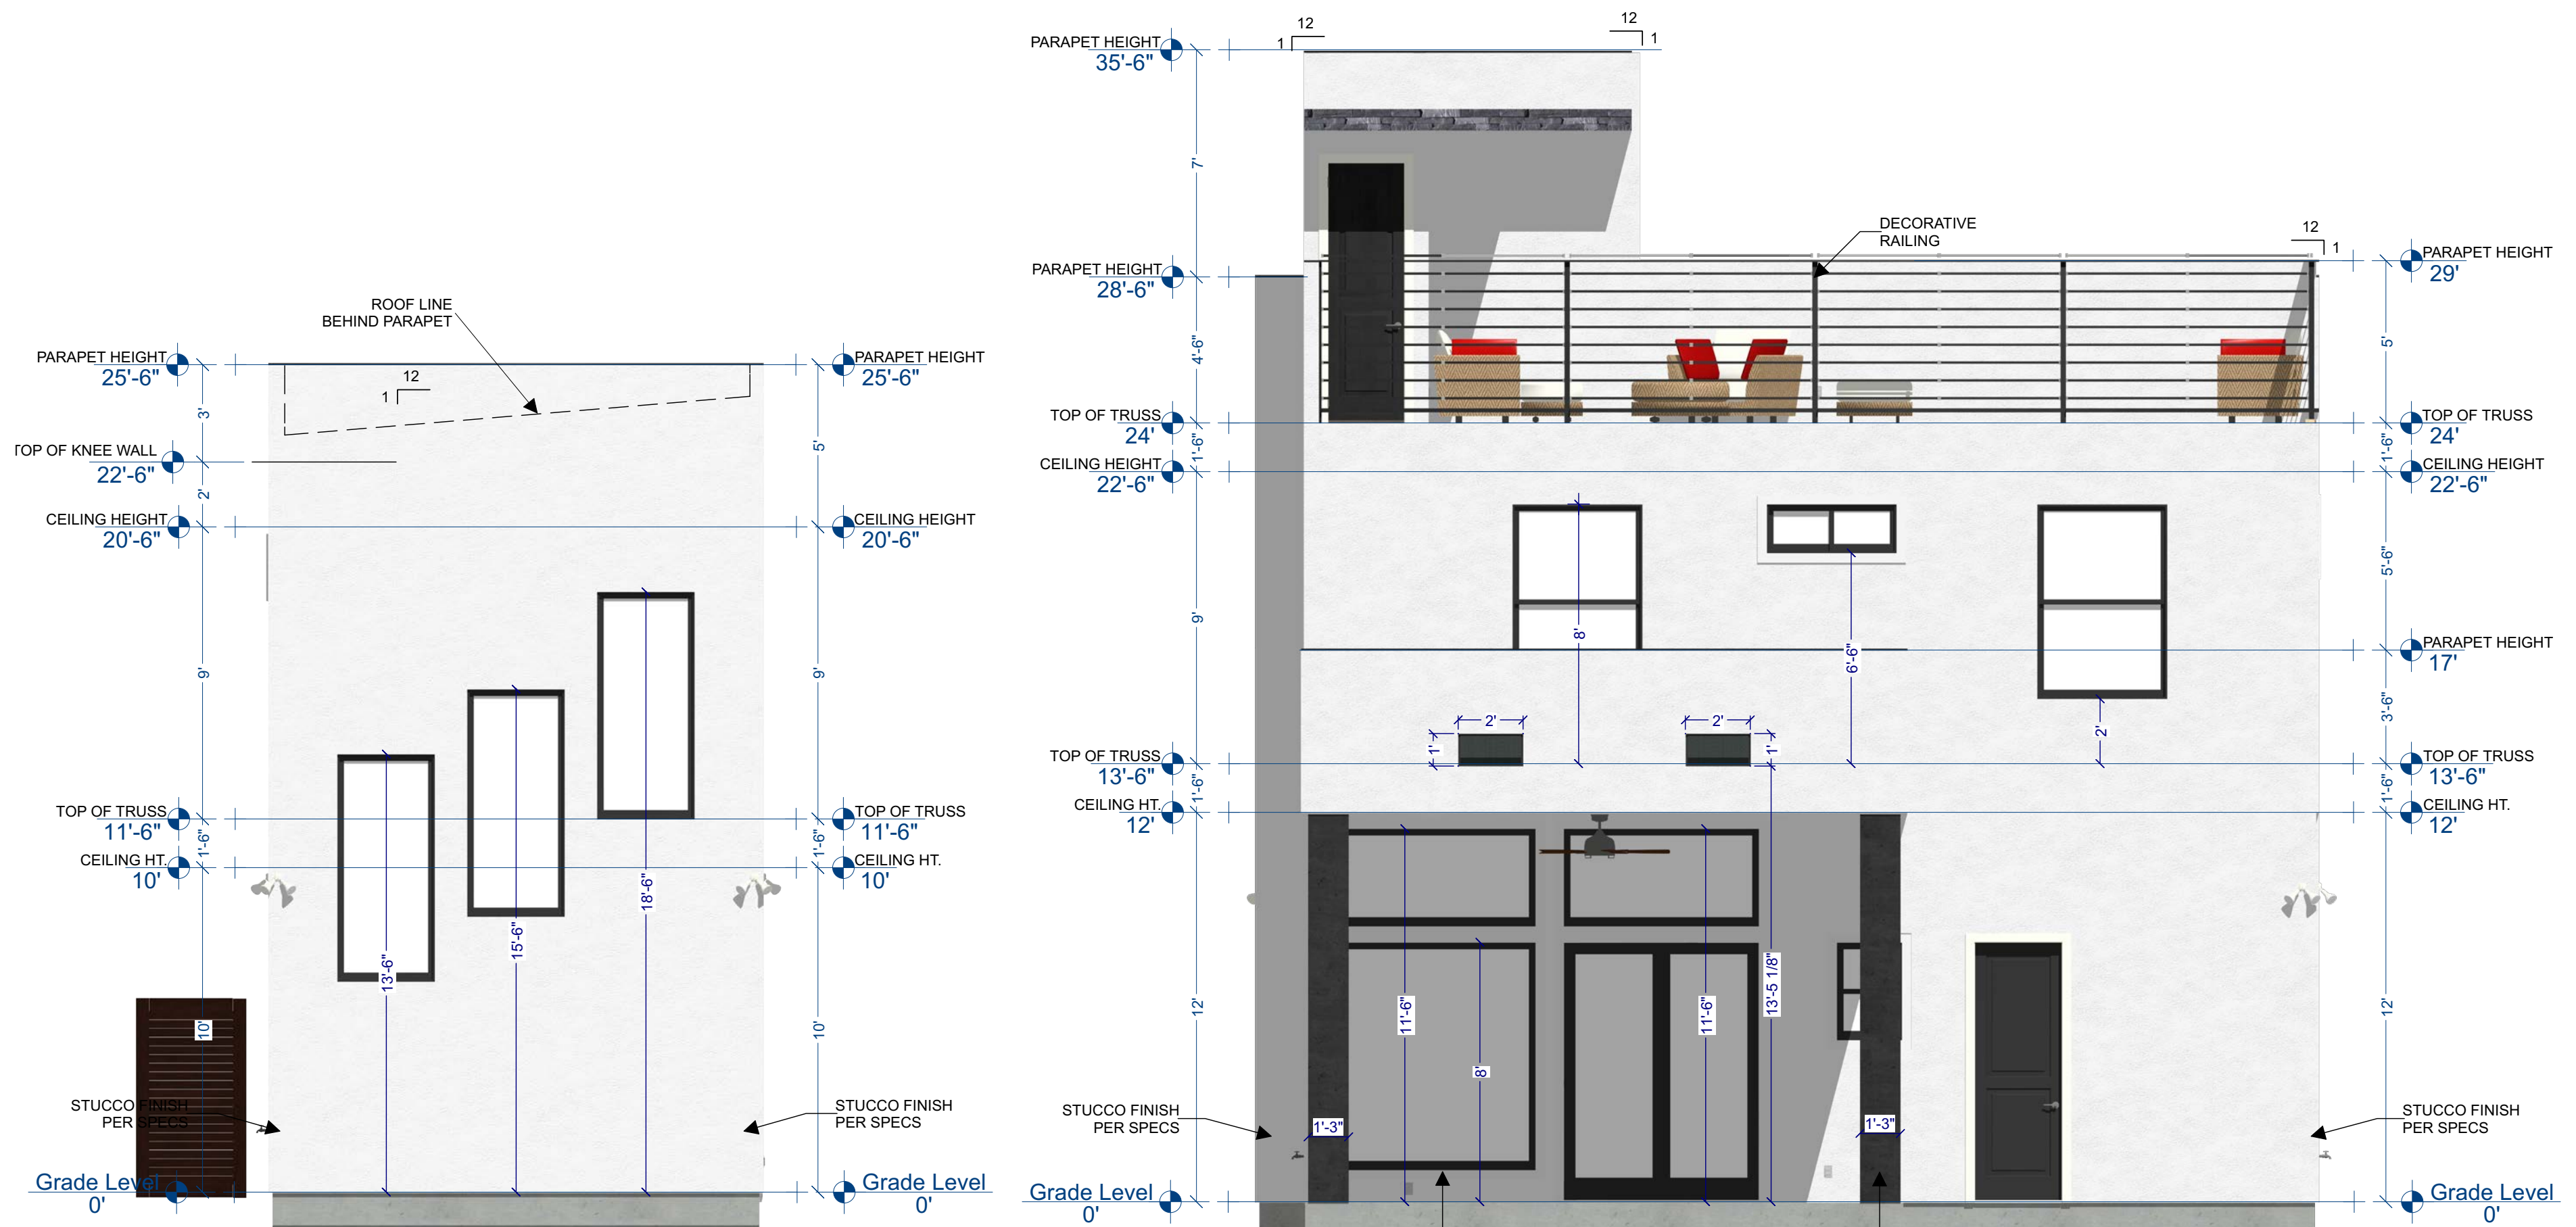 12
1
12
1
PARAPET HEIGHT
35'-6"
7'
DECORATIVE
RAILING
12
1
PARAPET HEIGHT
28'-6"
PARAPET HEIGHT
29'
4'-6"
5'
TOP OF TRUSS
24'
TOP OF TRUSS
24'
1'-6"
1'-6"
CEILING HEIGHT
22'-6"
CEILING HEIGHT
22'-6"
9'
5'-6"
8'
6'-6"
PARAPET HEIGHT
17'
3'-6"
2'
2'
2'
1'
1'
TOP OF TRUSS
13'-6"
TOP OF TRUSS
13'-6"
1'-6"
1'-6"
CEILING HT.
12'
CEILING HT.
12'
12'
12'
11'-6"
8'
11'-6"
13'-5 1/8"
1'-3"
1'-3"
STUCCO FINISH
PER SPECS
STUCCO FINISH
PER SPECS
Grade Level
0'
Grade Level
0'
ROOF LINE
BEHIND PARAPET
PARAPET HEIGHT
25'-6"
PARAPET HEIGHT
25'-6"
12
1
3'
5'
TOP OF KNEE WALL
22'-6"
2'
CEILING HEIGHT
20'-6"
CEILING HEIGHT
20'-6"
9'
9'
TOP OF TRUSS
11'-6"
TOP OF TRUSS
11'-6"
1'-6"
1'-6"
CEILING HT.
10'
CEILING HT.
10'
13'-6"
15'-6"
18'-6"
10'
10'
STUCCO FINISH
PER SPECS
STUCCO FINISH
PER SPECS
Grade Level
0'
Grade Level
0'